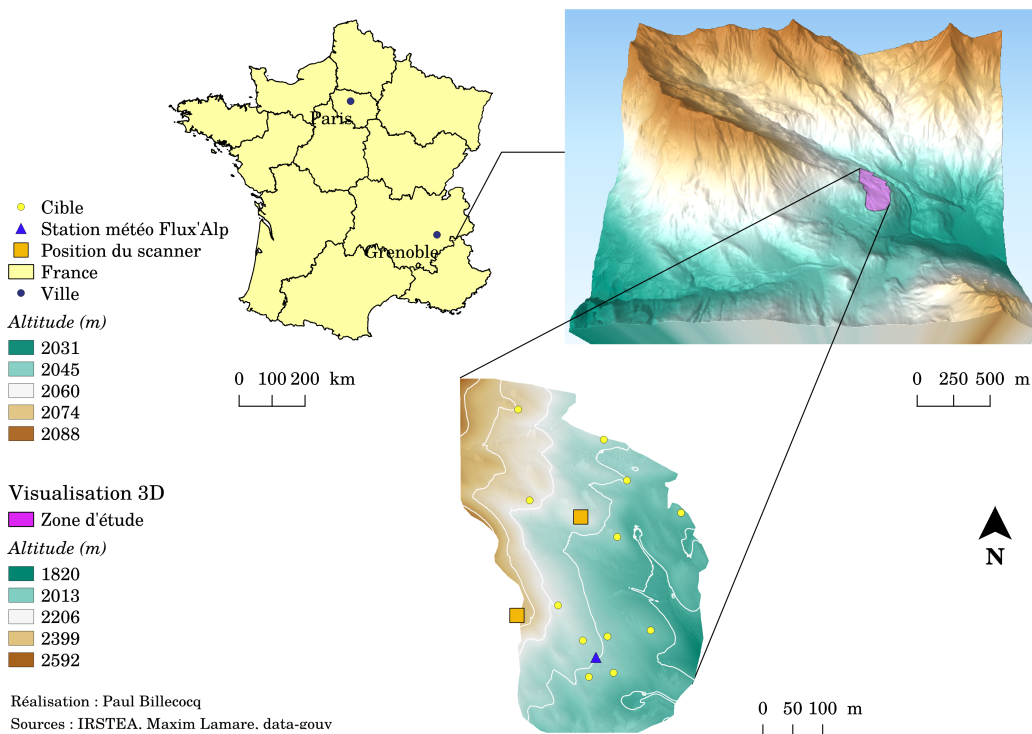 Paris
Grenoble
Cible
Station météo Flux'Alp
Position du scanner
France
Ville
Altitude (m)
2031
2045
2060
2074
2088
0 100 200 km
0 250 500 m
Visualisation 3D
Zone d'étude
Altitude (m)
1820
2013
2206
2399
2592
N
Réalisation : Paul Billecocq
Sources : IRSTEA, Maxim Lamare, data-gouv
0 50 100 m